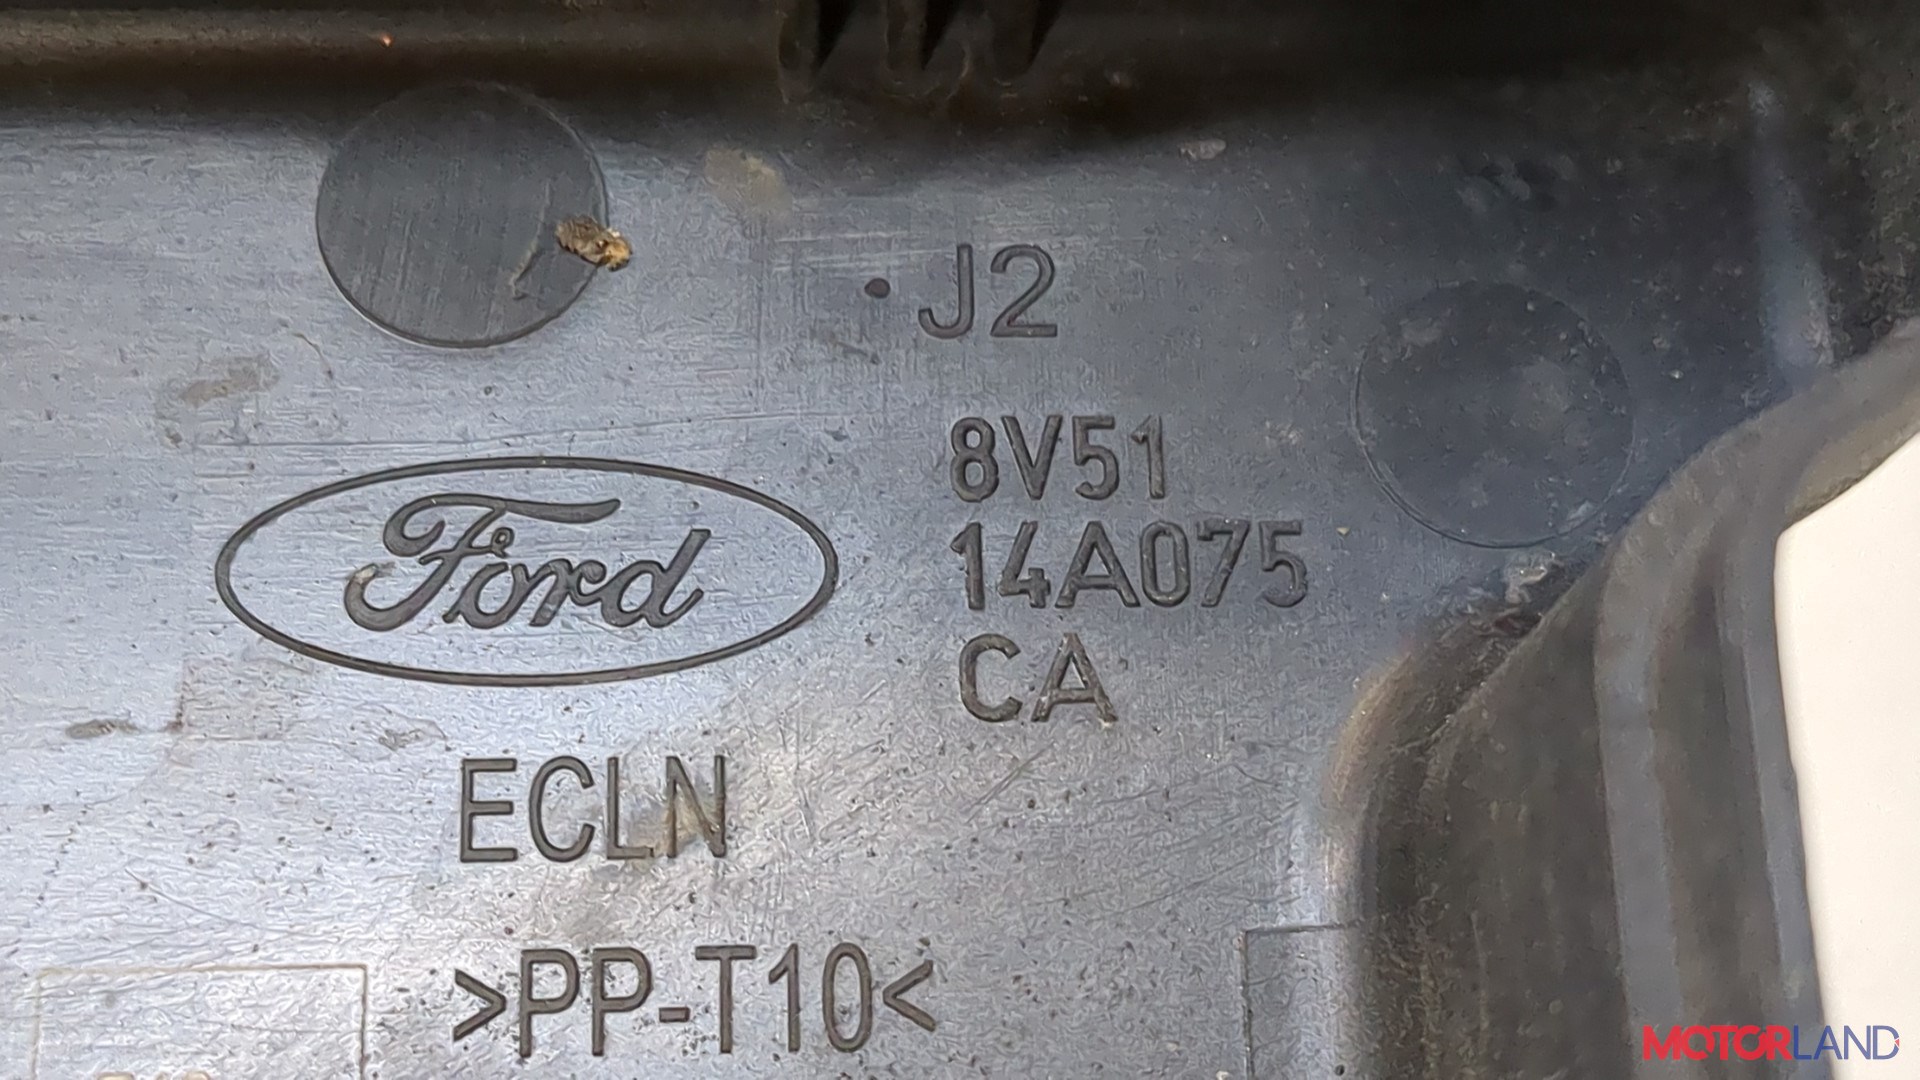 J2
8V51
14A075
CA
Ford
ECLN
>PP-T10<
MOTORLAND